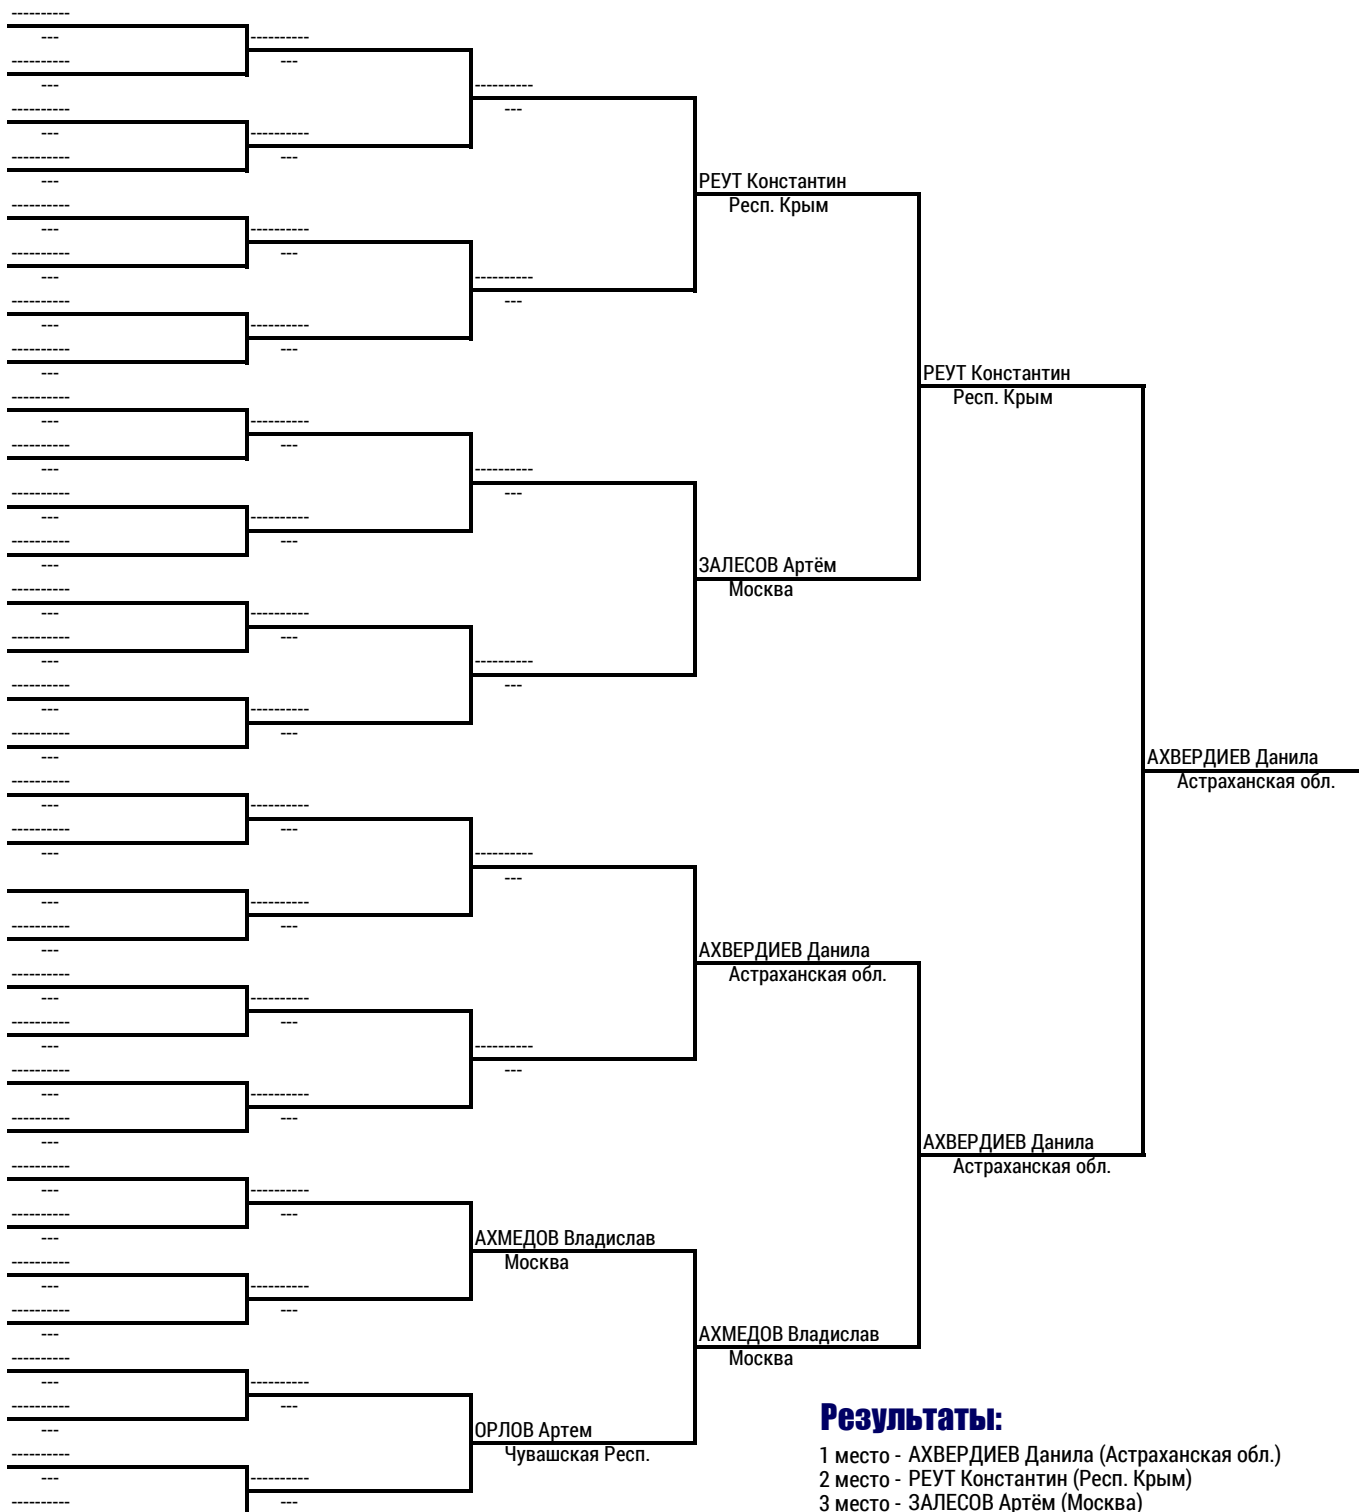 РЕУТ Константин
Респ. Крым
РЕУТ Константин
Респ. Крым
ЗАЛЕСОВ Артём
Москва
АХВЕРДИЕВ Данила
Астраханская обл.
АХВЕРДИЕВ Данила
Астраханская обл.
АХВЕРДИЕВ Данила
Астраханская обл.
АХМЕДОВ Владислав
Москва
АХМЕДОВ Владислав
Москва
ОРЛОВ Артем
Чувашская Респ.
Результаты:
1 место - АХВЕРДИЕВ Данила (Астраханская обл.)
2 место - РЕУТ Константин (Респ. Крым)
3 место - ЗАЛЕСОВ Артём (Москва)